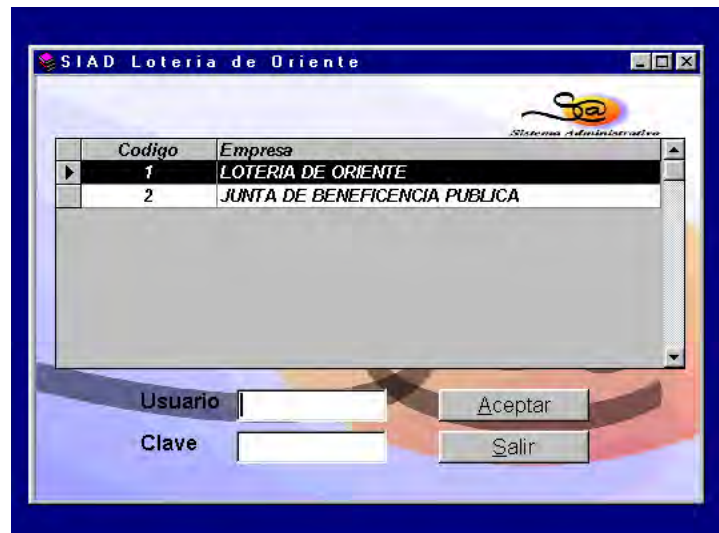 SIAD Loteria de Oriente
Sistema Administrativo
Codigo Empresa
1 LOTERIA DE ORIENTE
2 JUNTA DE BENEFICENCIA PUBLICA
Usuario Aceptar
Clave Salir